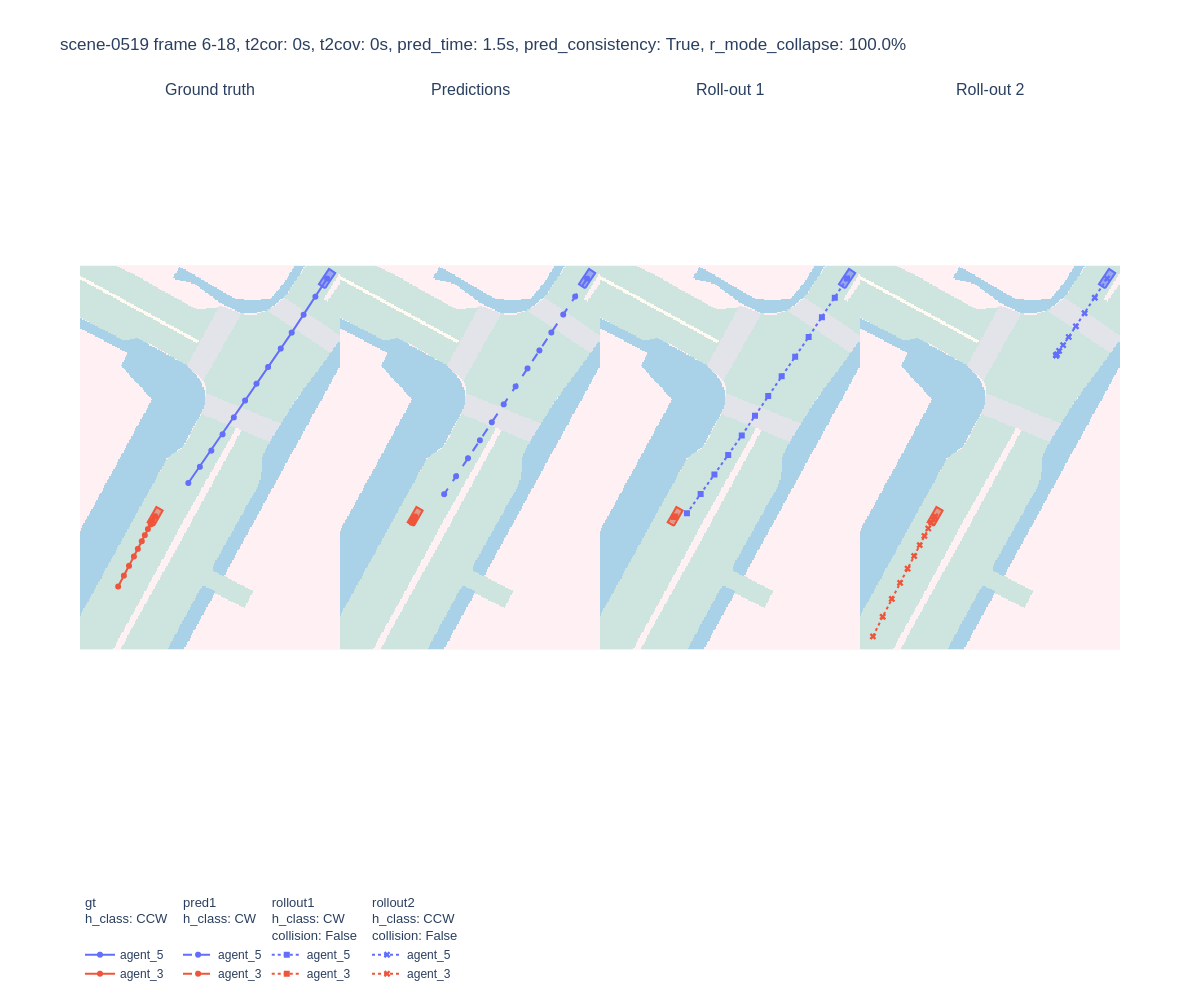 scene-0519 frame 6-18, t2cor: 0s, t2cov: 0s, pred_time: 1.5s, pred_consistency: True, r_mode_collapse: 100.0%
Ground truth
Predictions
Roll-out 1
Roll-out 2
gt
h_class: CCW
agent_5
agent_3
pred1
h_class: CW
agent_5
agent_3
rollout1
h_class: CW
collision: False
agent_5
agent_3
rollout2
h_class: CCW
collision: False
agent_5
agent_3